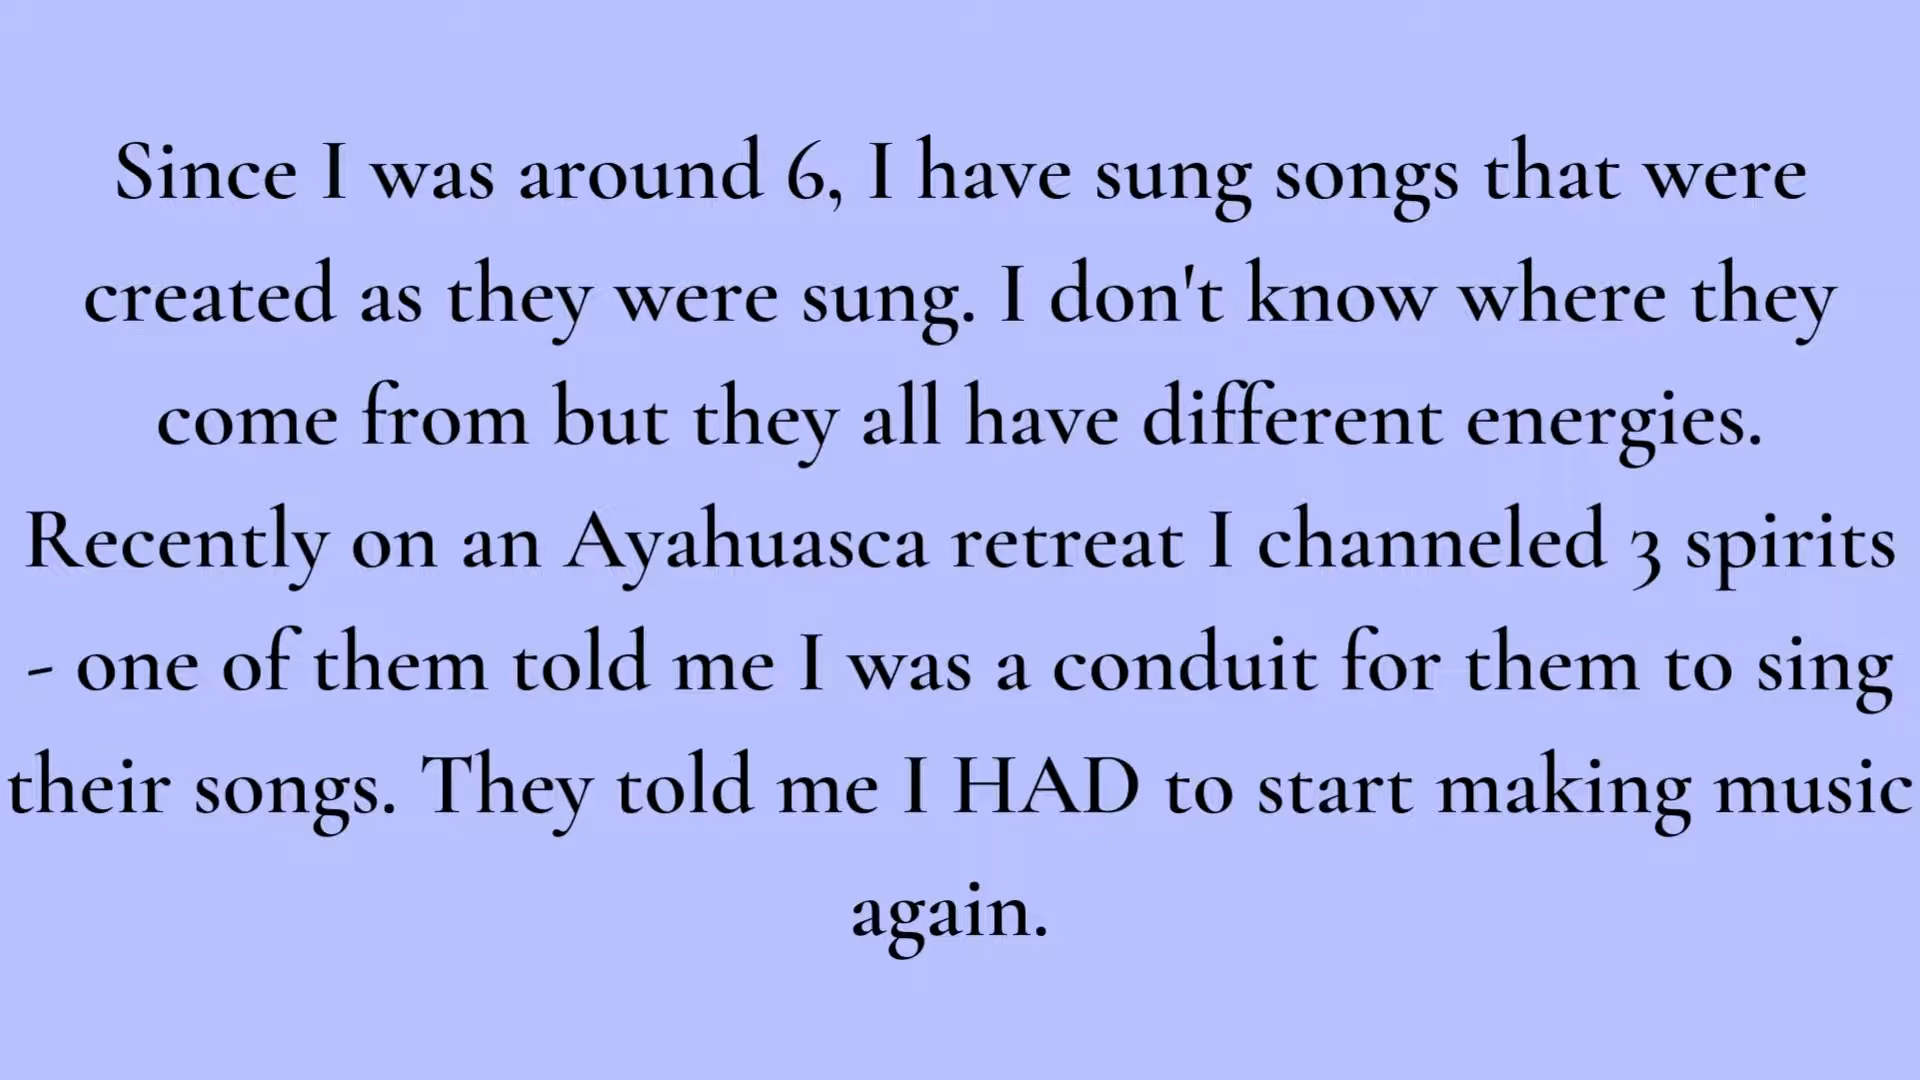 Since I was around 6, I have sung songs that were
created as they were sung. I don't know where they
come from but they all have different energies.
Recently on an Ayahuasca retreat I channeled 3 spirits
- one of them told me I was a conduit for them to sing
their songs. They told me I HAD to start making music
again.